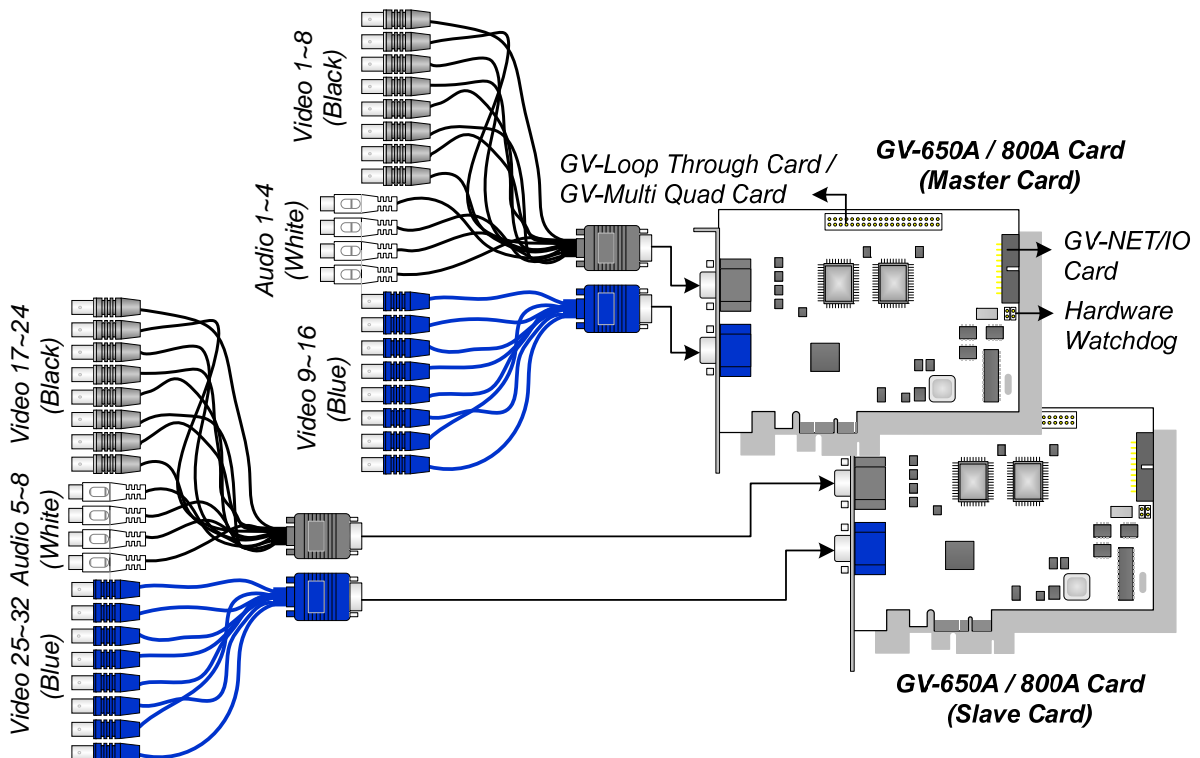 Video 1~8
(Black)
Audio 1~4
(White)
Video 9~16
(Blue)
GV-Loop Through Card /
GV-Multi Quad Card
GV-650A / 800A Card
(Master Card)
GV-NET/IO
Card
Hardware
Watchdog
Video 17~24
(Black)
Audio 5~8
(White)
Video 25~32
(Blue)
GV-650A / 800A Card
(Slave Card)